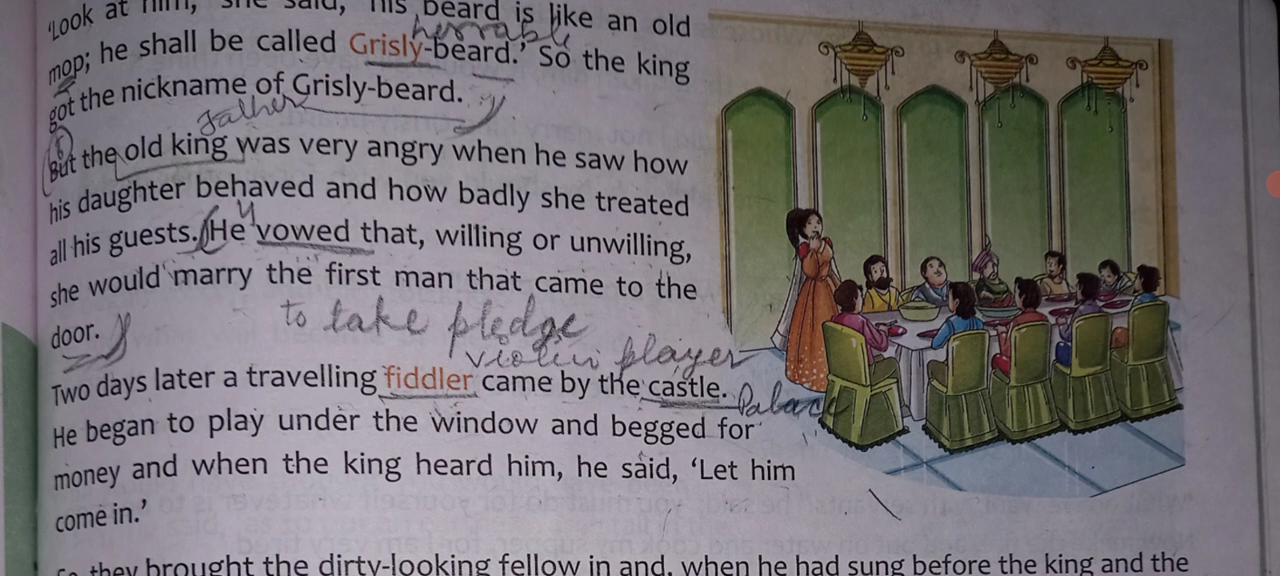 'Look at him,' she said, 'his beard is like an old
horrable
mop; he shall be called Grisly-beard.' So the king
got the nickname of Grisly-beard.
father
But the old king was very angry when he saw how
his daughter behaved and how badly she treated
all his guests. He vowed that, willing or unwilling,
she would marry the first man that came to the
door.
to take pledge
violin player
Two days later a travelling fiddler came by the castle.
Palace
He began to play under the window and begged for
money and when the king heard him, he said, 'Let him
come in.'
So they brought the dirty-looking fellow in and, when he had sung before the king and the